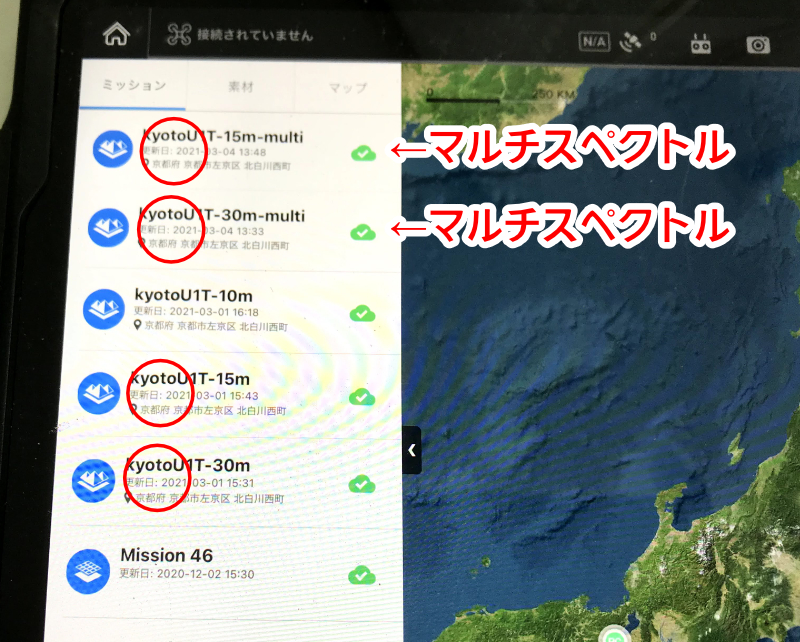 接続されていません
N/A
0
ミッション 素材 マップ
0 250 KM
kyotoU1T-15m-multi
更新日: 2021-03-04 13:48
京都府 京都市左京区 北白川西町
←マルチスペクトル
kyotoU1T-30m-multi
更新日: 2021-03-04 13:33
京都府 京都市左京区 北白川西町
←マルチスペクトル
kyotoU1T-10m
更新日: 2021-03-01 16:18
京都府 京都市左京区 北白川西町
kyotoU1T-15m
更新日: 2021-03-01 15:43
京都府 京都市左京区 北白川西町
kyotoU1T-30m
更新日: 2021-03-01 15:31
京都府 京都市左京区 北白川西町
Mission 46
更新日: 2020-12-02 15:30